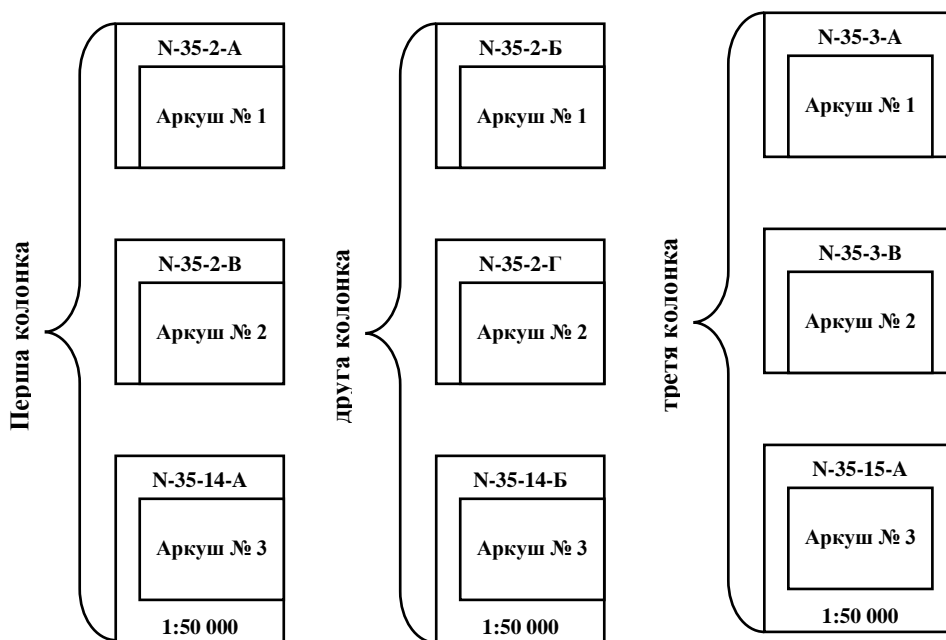 Перша колонка
N-35-2-А
Аркуш № 1
N-35-2-В
Аркуш № 2
N-35-14-А
Аркуш № 3
1:50 000
друга колонка
N-35-2-Б
Аркуш № 1
N-35-2-Г
Аркуш № 2
N-35-14-Б
Аркуш № 3
1:50 000
третя колонка
N-35-3-А
Аркуш № 1
N-35-3-В
Аркуш № 2
N-35-15-А
Аркуш № 3
1:50 000